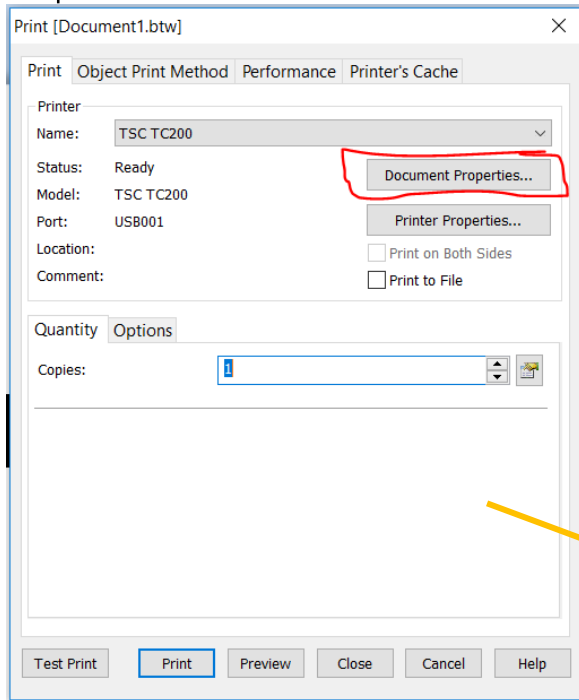 Print [Document1.btw]
Print Object Print Method Performance Printer's Cache
Printer
Name: TSC TC200
Status: Ready
Document Properties...
Model: TSC TC200
Port: USB001
Printer Properties...
Location:
Print on Both Sides
Comment:
Print to File
Quantity Options
Copies: 1
Test Print Print Preview Close Cancel Help